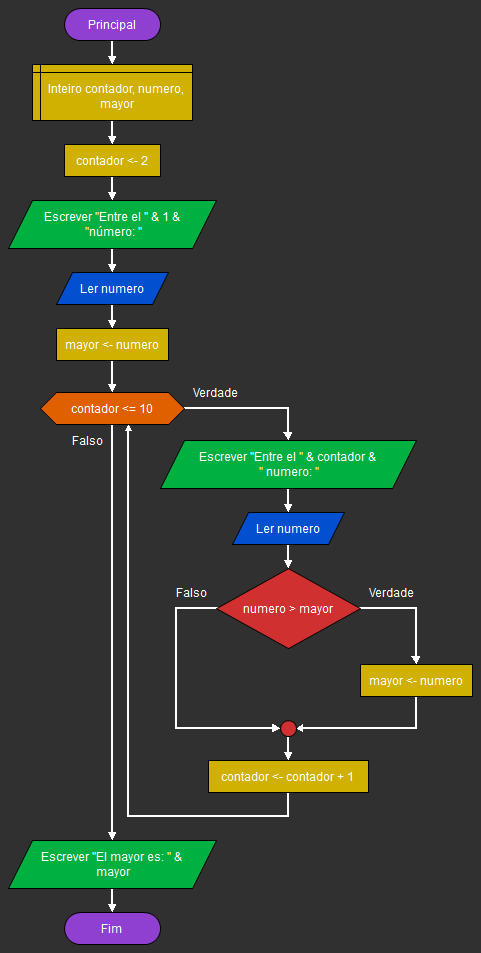 Principal
Inteiro contador, numero,
mayor
contador <- 2
Escrever "Entre el " & 1 &
"número: "
Ler numero
mayor <- numero
contador <= 10
Verdade
Falso
Escrever "Entre el " & contador &
" numero: "
Ler numero
numero > mayor
Falso
Verdade
mayor <- numero
contador <- contador + 1
Escrever "El mayor es: " &
mayor
Fim